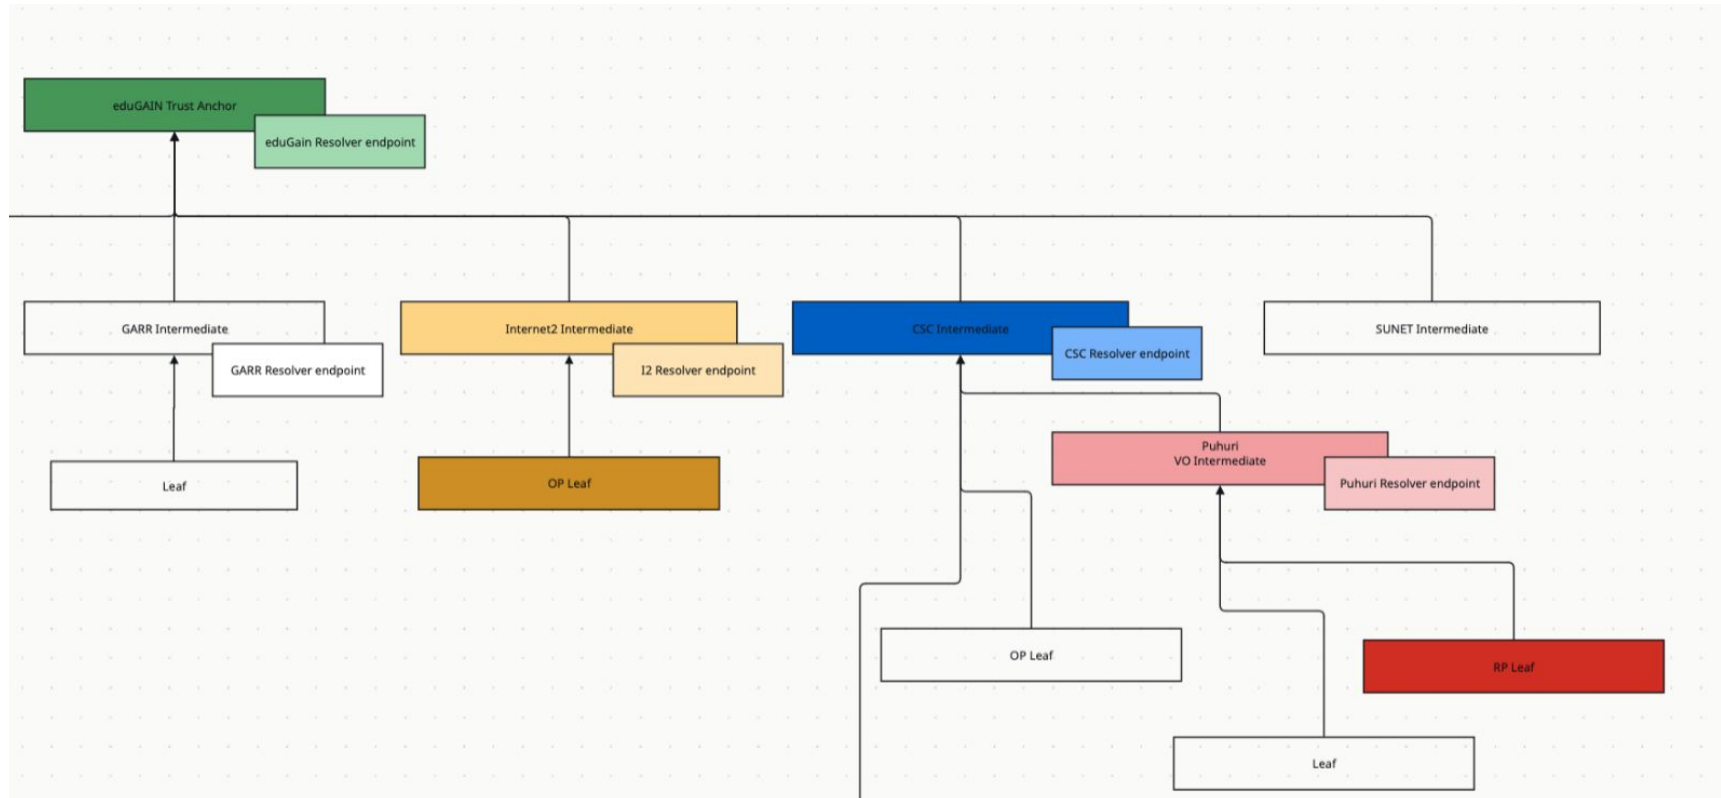 eduGAIN Trust Anchor
eduGain Resolver endpoint
GARR Intermediate
GARR Resolver endpoint
Internet2 Intermediate
I2 Resolver endpoint
CSC Intermediate
CSC Resolver endpoint
SUNET Intermediate
Puhuri
VO Intermediate
Puhuri Resolver endpoint
Leaf
OP Leaf
OP Leaf
RP Leaf
Leaf